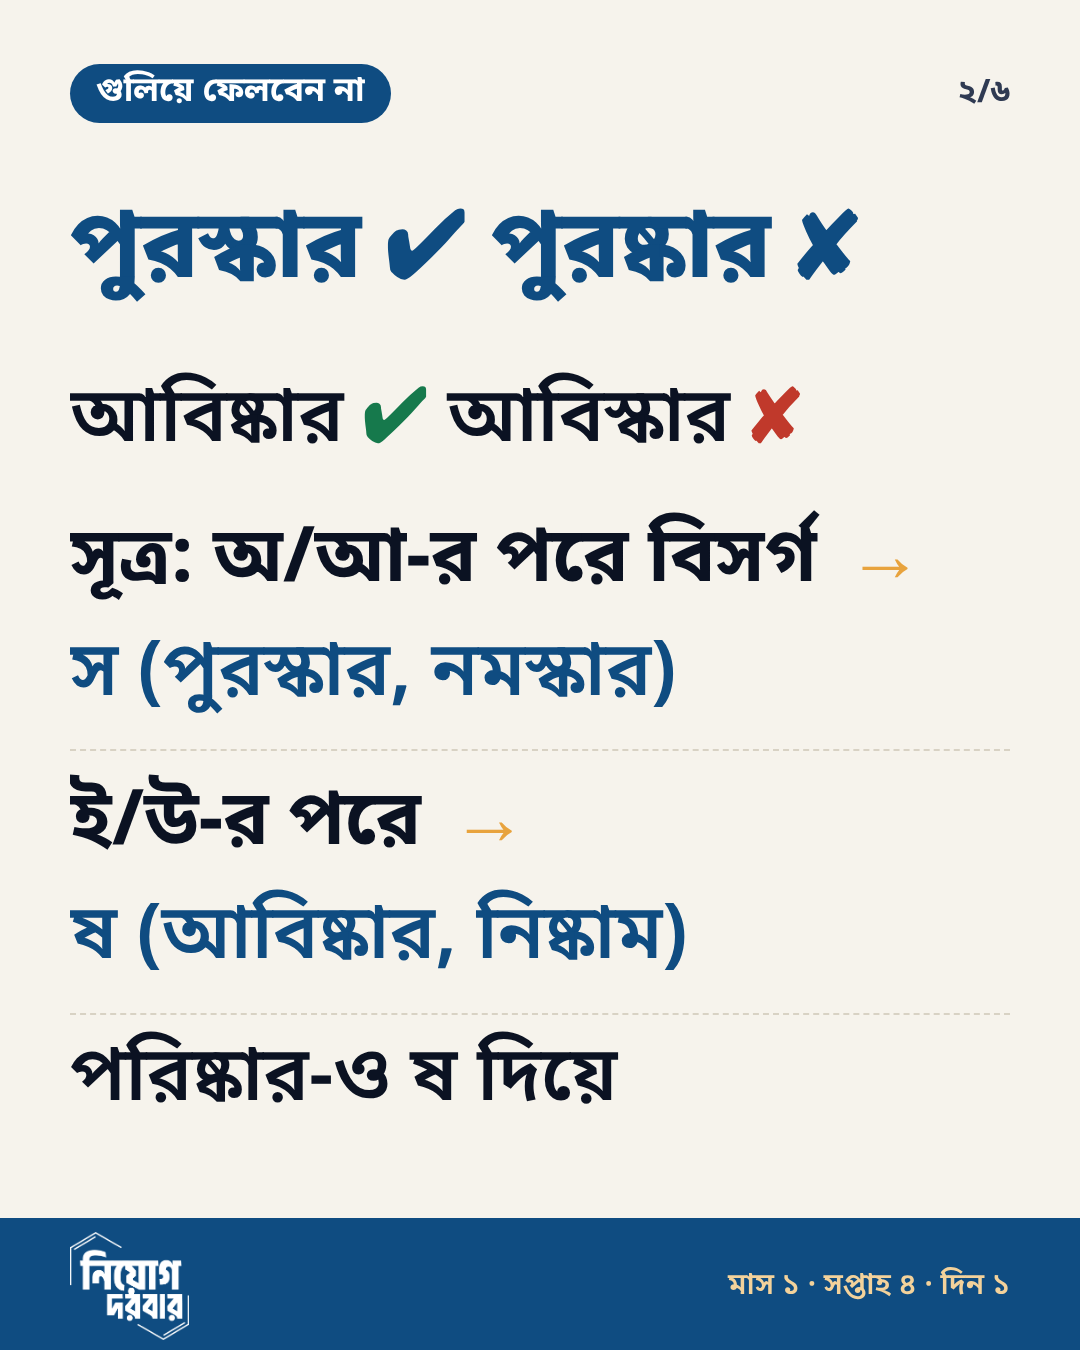 গুলিয়ে ফেলবেন না
২/৬
পুরস্কার ✔ পুরষ্কার ✘
আবিষ্কার ✔ আবিস্কার ✘
সূত্র: অ/আ-র পরে বিসর্গ →
স (পুরস্কার, নমস্কার)
ই/উ-র পরে →
ষ (আবিষ্কার, নিষ্কাম)
পরিষ্কার-ও ষ দিয়ে
নিয়োগ
দরবার
মাস ১ · সপ্তাহ ৪ · দিন ১